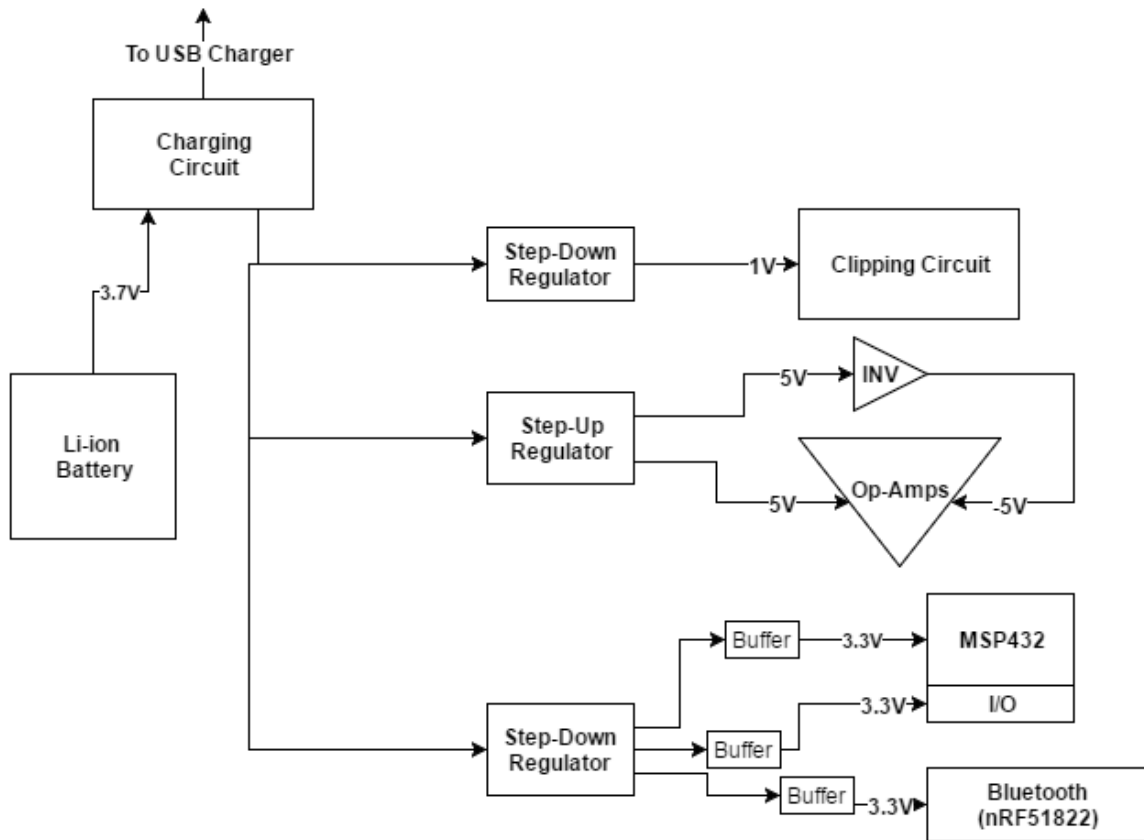 To USB Charger
Charging
Circuit
3.7V
Li-ion
Battery
Step-Down
Regulator
1V
Clipping Circuit
Step-Up
Regulator
5V
INV
5V
Op-Amps
-5V
Step-Down
Regulator
Buffer
3.3V
MSP432
Buffer
3.3V
I/O
Buffer
3.3V
Bluetooth
(nRF51822)